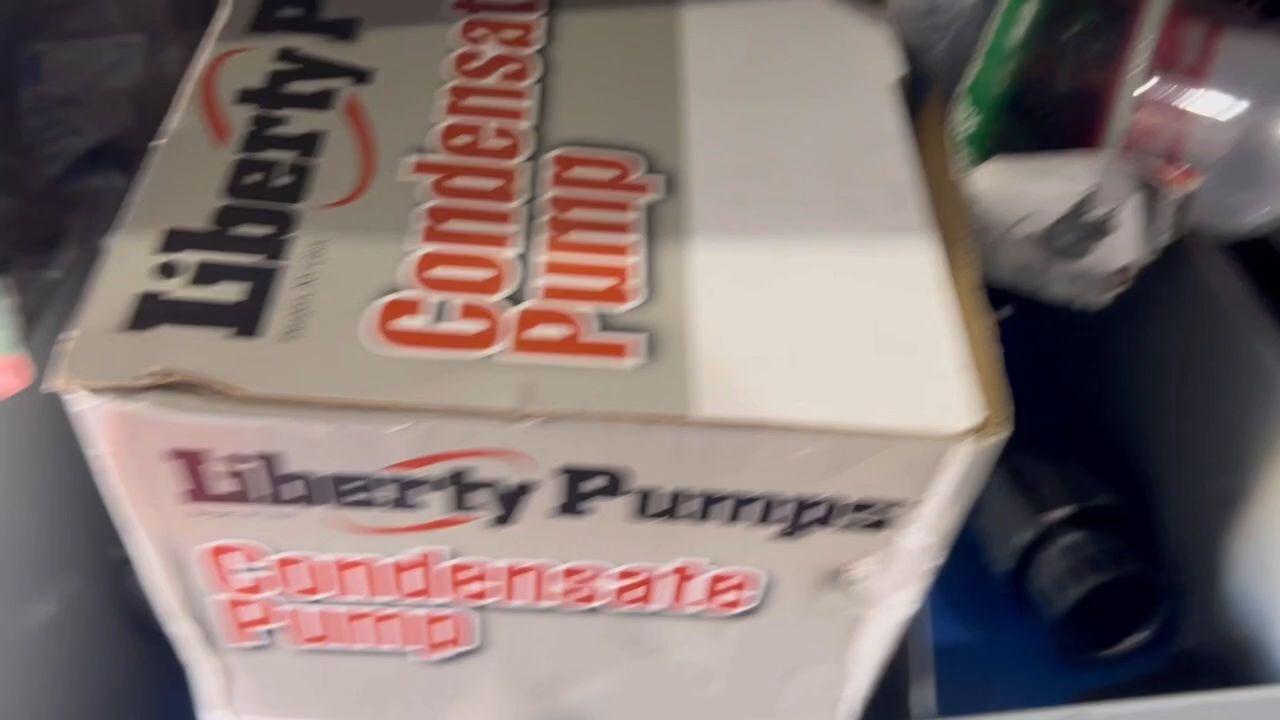 Liberty P
Condensat
Pump
Liberty Pumps
Condensate
Pump